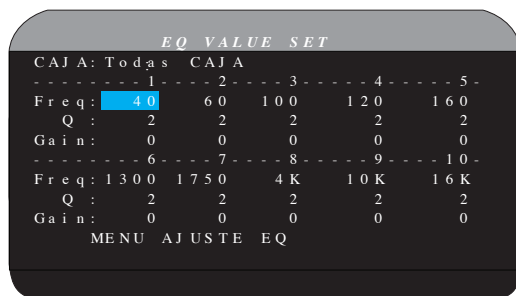 EQ VALUE SET
CAJA: Todas CAJA
- - - - - - - - 1 - - - - - 2 - - - - - 3 - - - - - - 4 - - - - - - 5 -
Freq: 40 60 100 120 160
Q : 2 2 2 2 2
Gain: 0 0 0 0 0
- - - - - - - - 6 - - - - - 7 - - - - - 8 - - - - - - 9 - - - - - 10 -
Freq: 1300 1750 4K 10K 16K
Q : 2 2 2 2 2
Gain: 0 0 0 0 0
MENU AJUSTE EQ